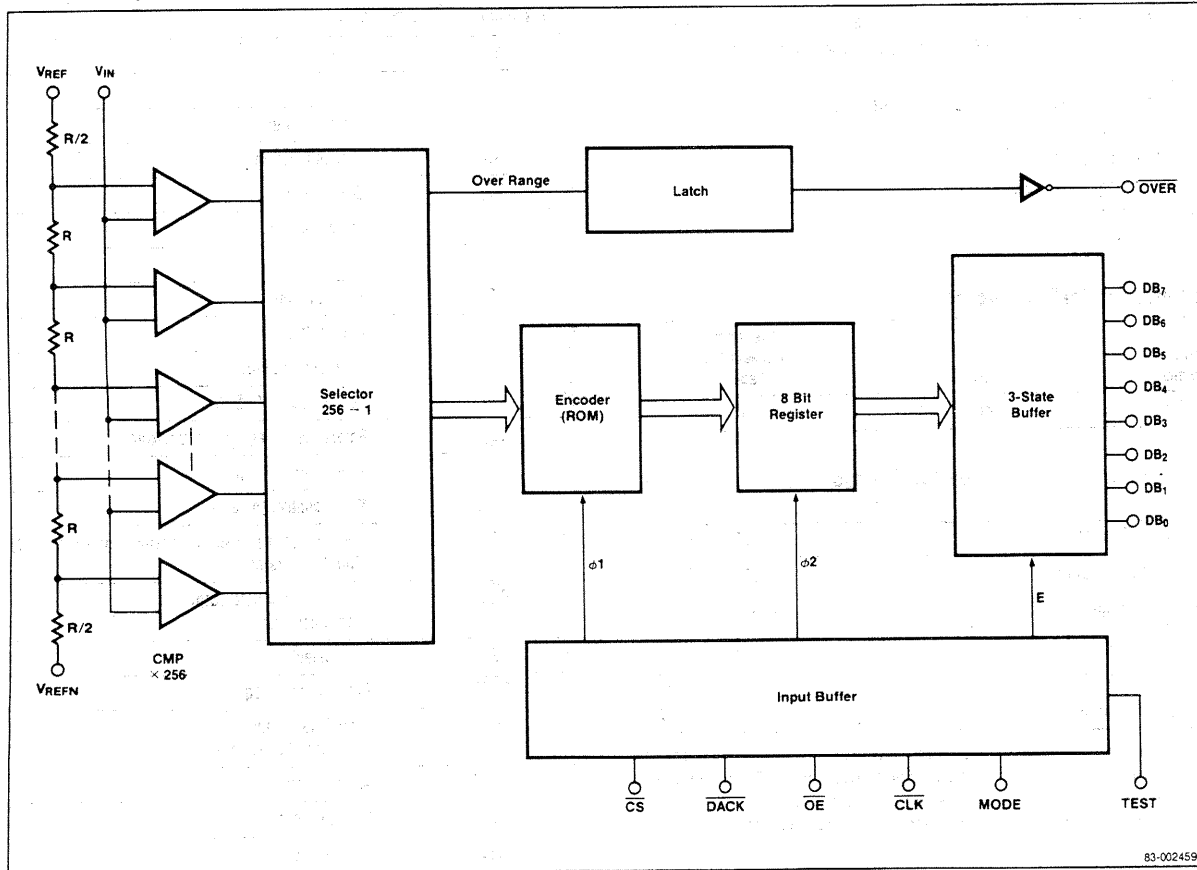 VREF
VIN
R/2
R
R
R
R/2
VREFN
CMP
× 256
Selector
256 – 1
Over Range
Latch
OVER
Encoder
(ROM)
8 Bit
Register
3-State
Buffer
DB7
DB6
DB5
DB4
DB3
DB2
DB1
DB0
φ1
φ2
E
Input Buffer
CS
DACK
OE
CLK
MODE
TEST
83-002459